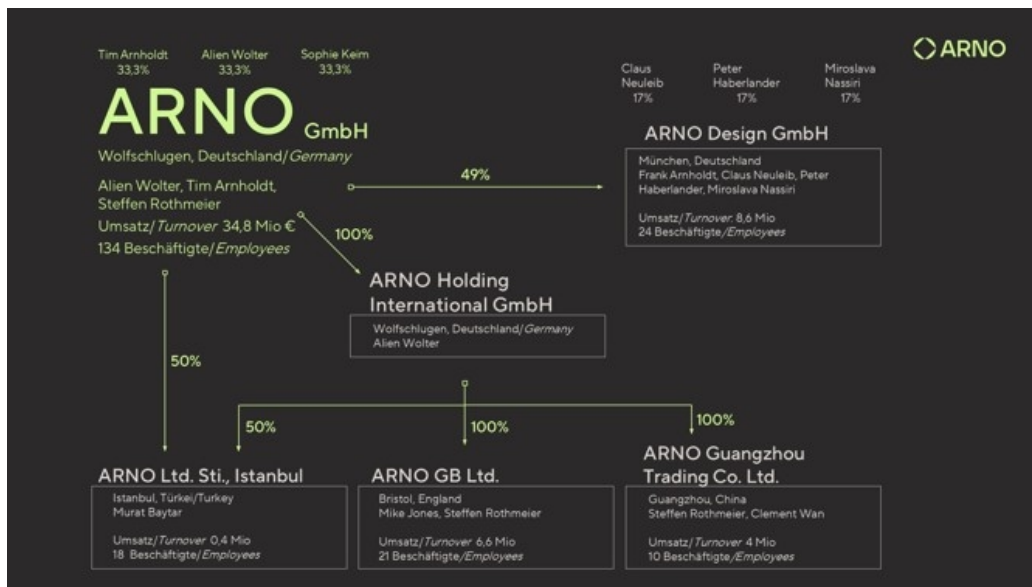 Tim Arnholdt
33,3%
Alien Wolter
33,3%
Sophie Keim
33,3%
ARNO GmbH
Wolfschlugen, Deutschland/Germany
Alien Wolter, Tim Arnholdt,
Steffen Rothmeier
Umsatz/Turnover 34,8 Mio €
134 Beschäftigte/Employees
ARNO
Claus
Neuleib
17%
Peter
Haberlander
17%
Miroslava
Nassiri
17%
49%
ARNO Design GmbH
München, Deutschland
Frank Arnholdt, Claus Neuleib, Peter
Haberlander, Miroslava Nassiri
Umsatz/Turnover: 8,6 Mio
24 Beschäftigte/Employees
100%
ARNO Holding
International GmbH
Wolfschlugen, Deutschland/Germany
Alien Wolter
50%
50%
100%
100%
ARNO Ltd. Sti., Istanbul
Istanbul, Türkei/Turkey
Murat Baytar
Umsatz/Turnover 0,4 Mio
18 Beschäftigte/Employees
ARNO GB Ltd.
Bristol, England
Mike Jones, Steffen Rothmeier
Umsatz/Turnover 6,6 Mio
21 Beschäftigte/Employees
ARNO Guangzhou
Trading Co. Ltd.
Guangzhou, China
Steffen Rothmeier, Clement Wan
Umsatz/Turnover 4 Mio
10 Beschäftigte/Employees